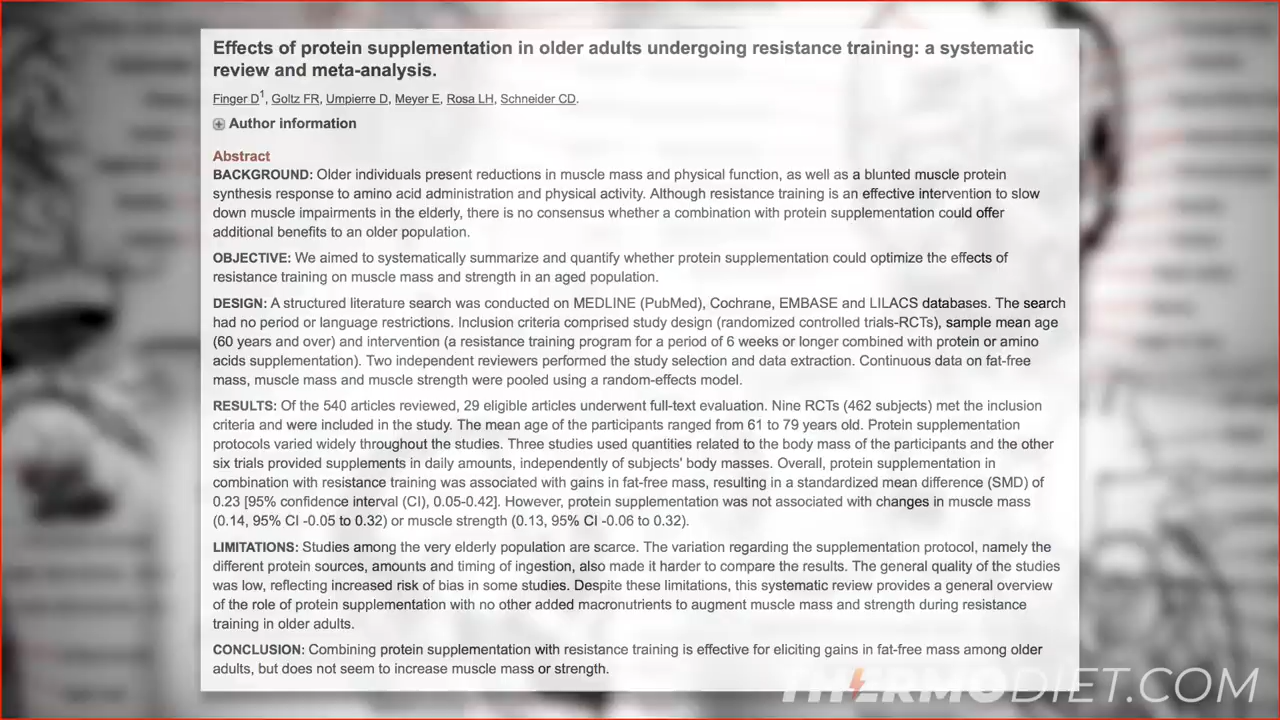 Effects of protein supplementation in older adults undergoing resistance training: a systematic
review and meta-analysis.
Finger D1, Goltz FR, Umpierre D, Meyer E, Rosa LH, Schneider CD.
Author information
Abstract
BACKGROUND: Older individuals present reductions in muscle mass and physical function, as well as a blunted muscle protein
synthesis response to amino acid administration and physical activity. Although resistance training is an effective intervention to slow
down muscle impairments in the elderly, there is no consensus whether a combination with protein supplementation could offer
additional benefits to an older population.
OBJECTIVE: We aimed to systematically summarize and quantify whether protein supplementation could optimize the effects of
resistance training on muscle mass and strength in an aged population.
DESIGN: A structured literature search was conducted on MEDLINE (PubMed), Cochrane, EMBASE and LILACS databases. The search
had no period or language restrictions. Inclusion criteria comprised study design (randomized controlled trials-RCTs), sample mean age
(60 years and over) and intervention (a resistance training program for a period of 6 weeks or longer combined with protein or amino
acids supplementation). Two independent reviewers performed the study selection and data extraction. Continuous data on fat-free
mass, muscle mass and muscle strength were pooled using a random-effects model.
RESULTS: Of the 540 articles reviewed, 29 eligible articles underwent full-text evaluation. Nine RCTs (462 subjects) met the inclusion
criteria and were included in the study. The mean age of the participants ranged from 61 to 79 years old. Protein supplementation
protocols varied widely throughout the studies. Three studies used quantities related to the body mass of the participants and the other
six trials provided supplements in daily amounts, independently of subjects' body masses. Overall, protein supplementation in
combination with resistance training was associated with gains in fat-free mass, resulting in a standardized mean difference (SMD) of
0.23 [95% confidence interval (CI), 0.05-0.42]. However, protein supplementation was not associated with changes in muscle mass
(0.14, 95% CI -0.05 to 0.32) or muscle strength (0.13, 95% CI -0.06 to 0.32).
LIMITATIONS: Studies among the very elderly population are scarce. The variation regarding the supplementation protocol, namely the
different protein sources, amounts and timing of ingestion, also made it harder to compare the results. The general quality of the studies
was low, reflecting increased risk of bias in some studies. Despite these limitations, this systematic review provides a general overview
of the role of protein supplementation with no other added macronutrients to augment muscle mass and strength during resistance
training in older adults.
CONCLUSION: Combining protein supplementation with resistance training is effective for eliciting gains in fat-free mass among older
adults, but does not seem to increase muscle mass or strength.
THERMODIET.COM